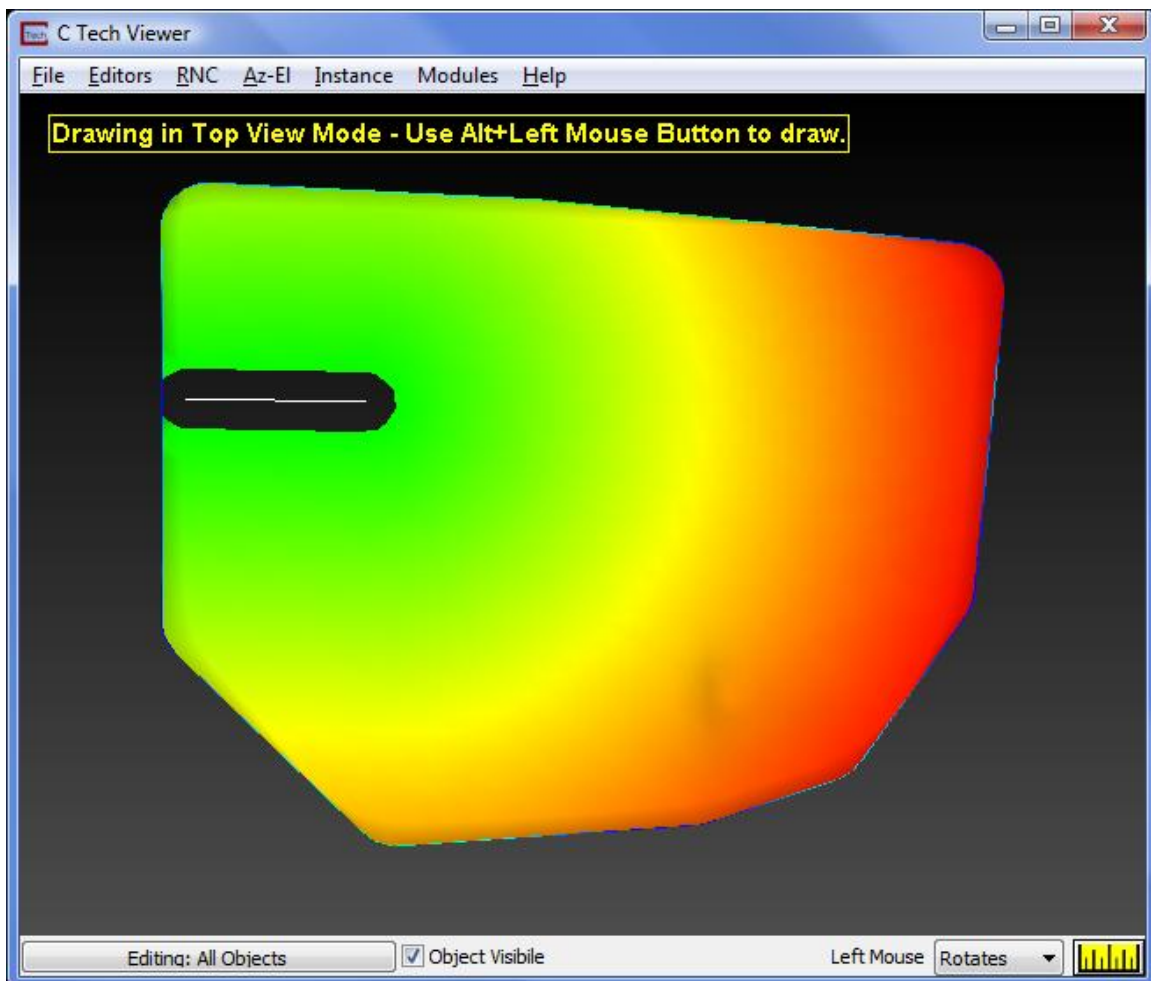 C Tech Viewer
File Editors RNC Az-El Instance Modules Help
Drawing in Top View Mode - Use Alt+Left Mouse Button to draw.
Editing: All Objects Object Visibile Left Mouse Rotates